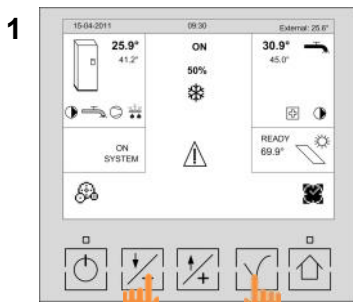 1
15-04-2011 09:30 External: 25.6°
25.9° ON 30.9°
41.2° 45.0°
50%
ON READY
SYSTEM 69.9°